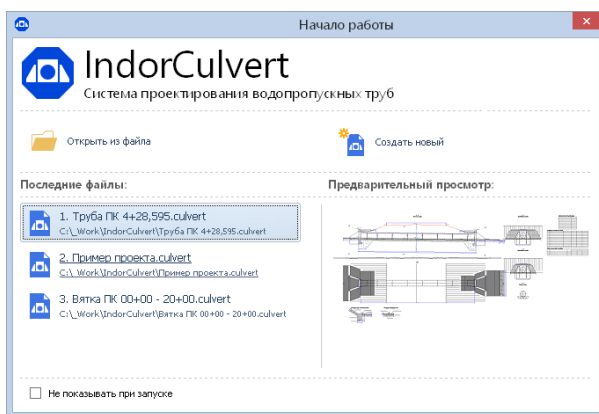 Начало работы
IndorCulvert
Система проектирования водопропускных труб
Открыть из файла
Создать новый
Последние файлы:
Предварительный просмотр:
1. Труба ПК 4+28,595.culvert
C:\_Work\IndorCulvert\Труба ПК 4+28,595.culvert
2. Пример проекта.culvert
C:\_Work\IndorCulvert\Пример проекта.culvert
3. Вятка ПК 00+00 - 20+00.culvert
C:\_Work\IndorCulvert\Вятка ПК 00+00 - 20+00.culvert
Не показывать при запуске